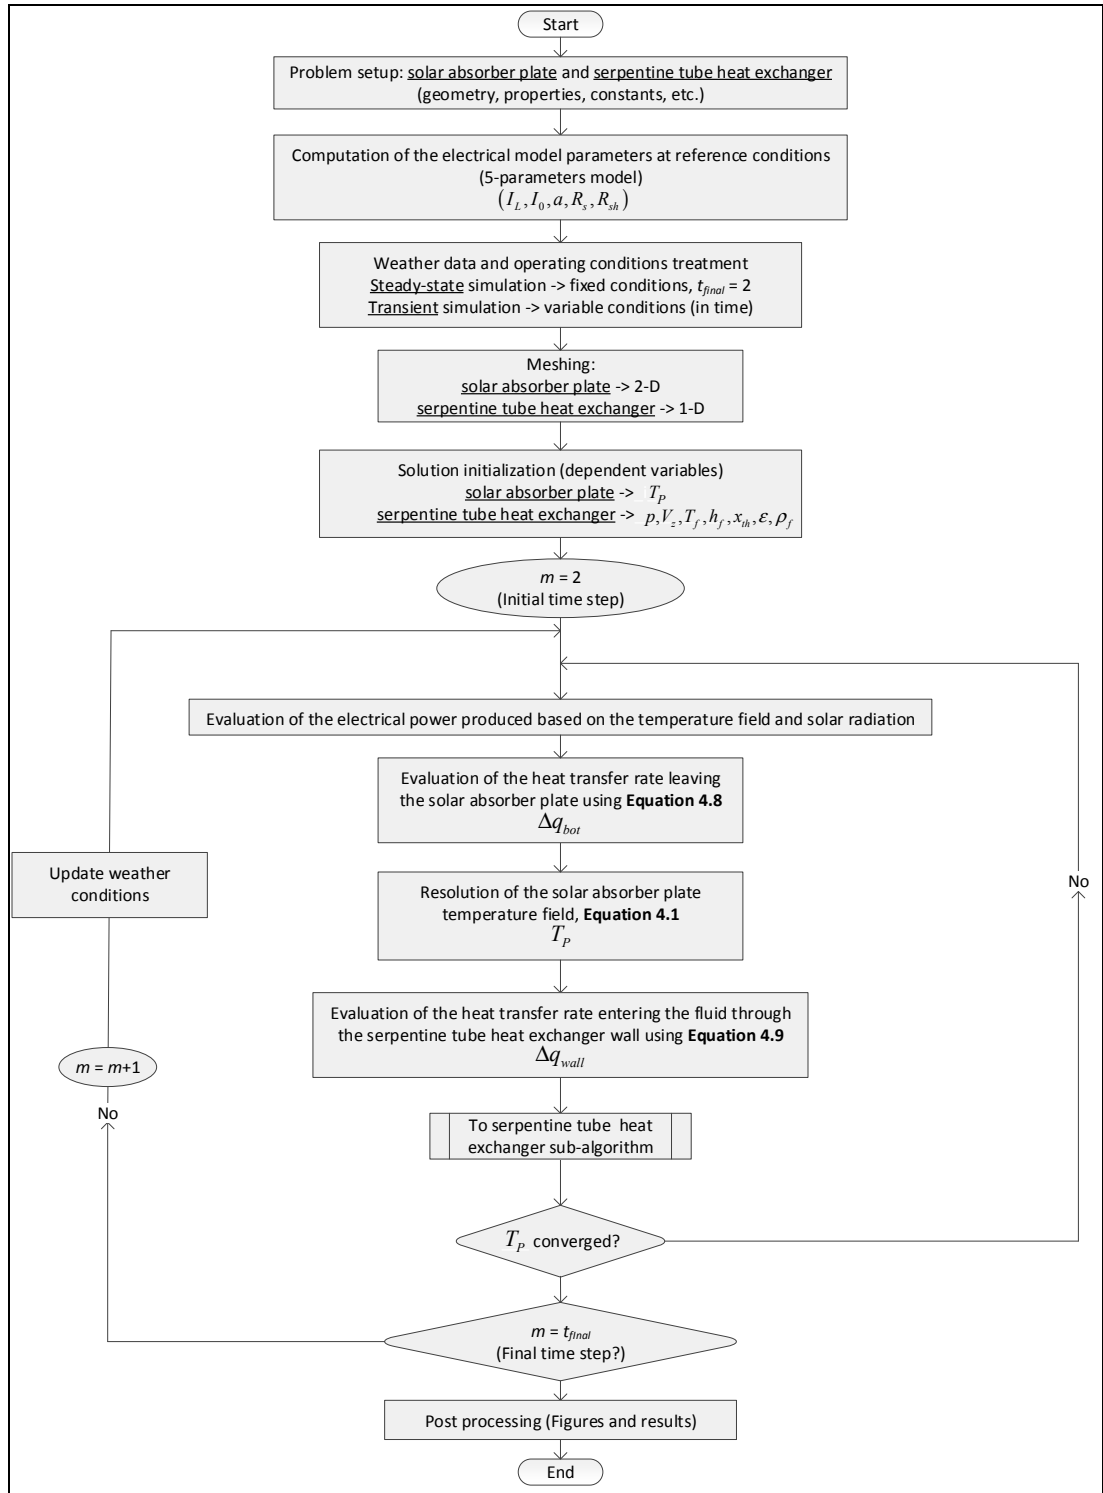 Start
Problem setup: solar absorber plate and serpentine tube heat exchanger
(geometry, properties, constants, etc.)
Computation of the electrical model parameters at reference conditions
(5-parameters model)
(I_L, I_0, a, R_s, R_sh)
Weather data and operating conditions treatment
Steady-state simulation -> fixed conditions, t_final = 2
Transient simulation -> variable conditions (in time)
Meshing:
solar absorber plate -> 2-D
serpentine tube heat exchanger -> 1-D
Solution initialization (dependent variables)
solar absorber plate -> T_P
serpentine tube heat exchanger -> p, V_z, T_f, h_f, x_th, ε, ρ_f
m = 2
(Initial time step)
Evaluation of the electrical power produced based on the temperature field and solar radiation
Evaluation of the heat transfer rate leaving
the solar absorber plate using Equation 4.8
Δq_bot
Update weather
conditions
No
Resolution of the solar absorber plate
temperature field, Equation 4.1
T_P
Evaluation of the heat transfer rate entering the fluid through
the serpentine tube heat exchanger wall using Equation 4.9
Δq_wall
m = m+1
No
To serpentine tube heat
exchanger sub-algorithm
T_P converged?
m = t_final
(Final time step?)
Post processing (Figures and results)
End